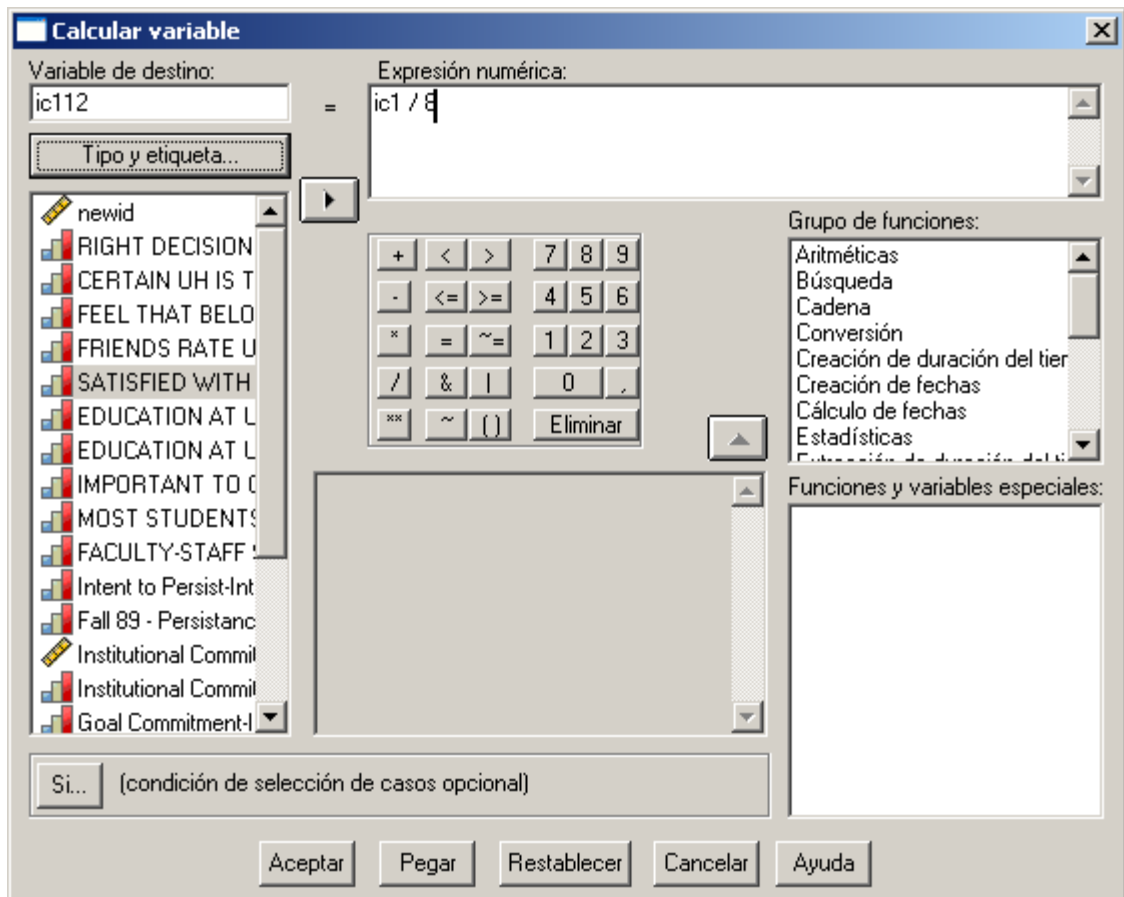 Calcular variable
Variable de destino:
ic112
=
Expresión numérica:
ic1 / 8
Tipo y etiqueta...
newid
RIGHT DECISION
CERTAIN UH IS T
FEEL THAT BELO
FRIENDS RATE U
SATISFIED WITH
EDUCATION AT U
EDUCATION AT U
IMPORTANT TO
MOST STUDENTS
FACULTY-STAFF
Intent to Persist-Int
Fall 89 - Persistanc
Institutional Commi
Institutional Commi
Goal Commitment-I
+ < > 7 8 9
- <= >= 4 5 6
* = ~= 1 2 3
/ & | 0 ,
** ~ () Eliminar
Grupo de funciones:
Aritméticas
Búsqueda
Cadena
Conversión
Creación de duración del tier
Creación de fechas
Cálculo de fechas
Estadísticas
Funciones y variables especiales:
Si... (condición de selección de casos opcional)
Aceptar Pegar Restablecer Cancelar Ayuda